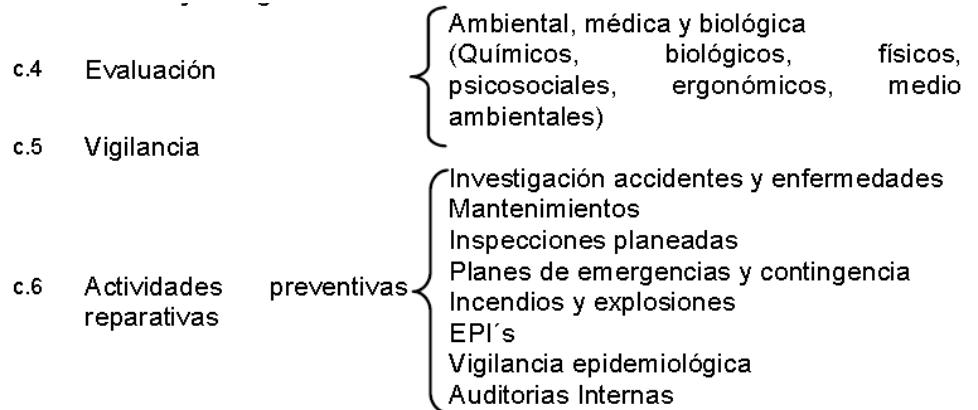 Ambiental, médica y biológica
(Químicos, biológicos, físicos,
c.4 Evaluación
psicosociales, ergonómicos, medio
ambientales)
c.5 Vigilancia
Investigación accidentes y enfermedades
Mantenimientos
Inspecciones planeadas
Planes de emergencias y contingencia
c.6 Actividades preventivas
reparativas
Incendios y explosiones
EPI´s
Vigilancia epidemiológica
Auditorias Internas